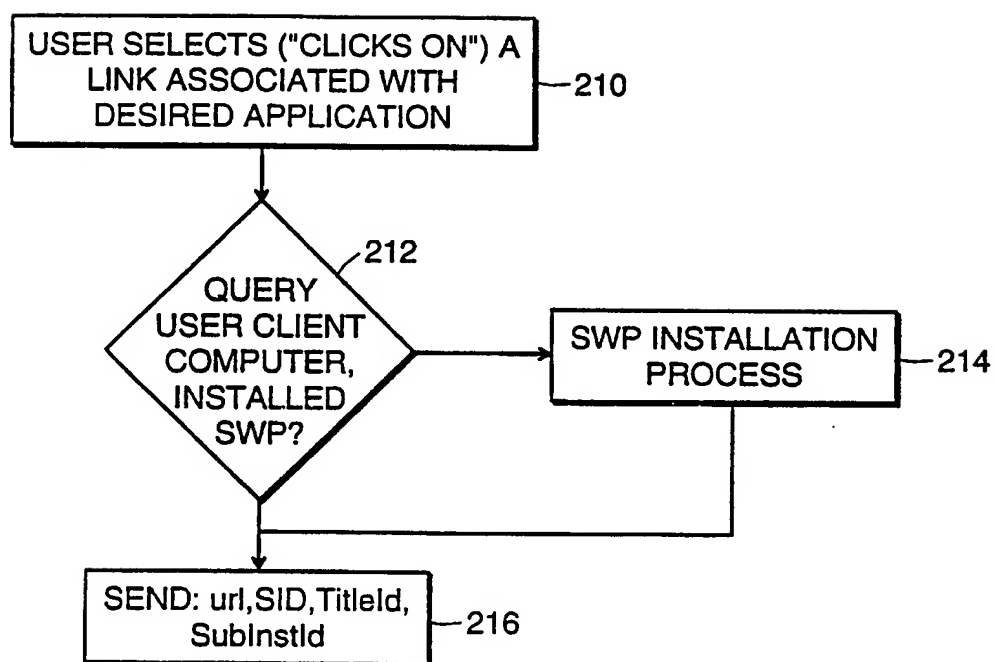 USER SELECTS ("CLICKS ON") A
LINK ASSOCIATED WITH
DESIRED APPLICATION
210
212
QUERY
USER CLIENT
COMPUTER,
INSTALLED
SWP?
SWP INSTALLATION
PROCESS
214
SEND: url,SID,TitleId,
SubInstId
216